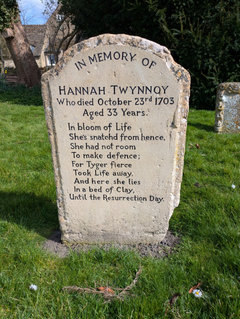 IN MEMORY OF
HANNAH TWYNNOY
Who died October 23rd 1703
Aged 33 Years.
In bloom of Life
She's snatchd from hence,
She had not room
To make defence;
For Tyger fierce
Took Life away.
And here she lies
In a bed of Clay,
Until the Resurrection Day.